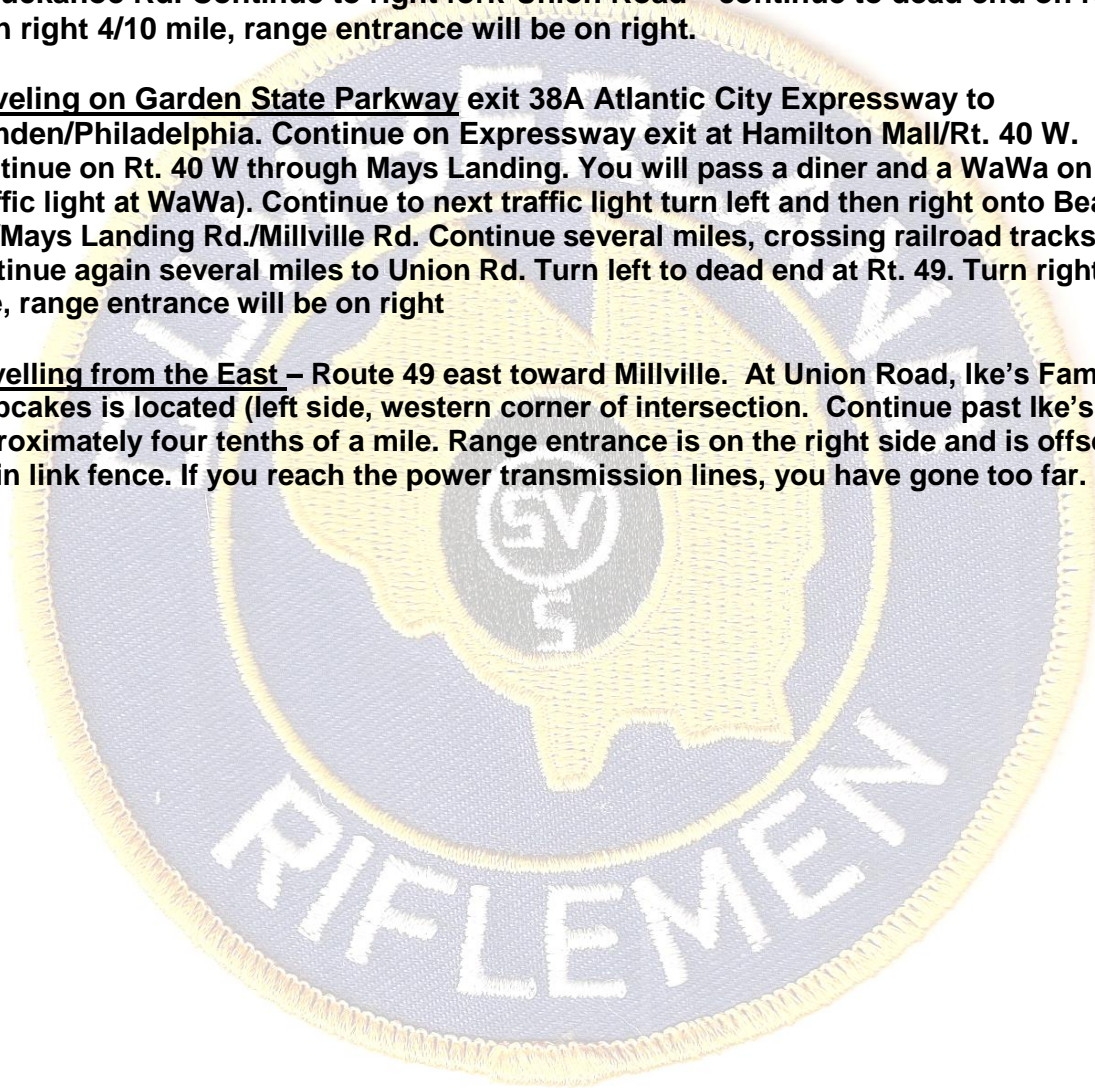 uckahoe Rd. Continue to right fork Union Road – continue to dead end on
n right 4/10 mile, range entrance will be on right.
veling on Garden State Parkway exit 38A Atlantic City Expressway to
nden/Philadelphia. Continue on Expressway exit at Hamilton Mall/Rt. 40 W.
tinue on Rt. 40 W through Mays Landing. You will pass a diner and a WaWa on
ffic light at WaWa). Continue to next traffic light turn left and then right onto Bea
/Mays Landing Rd./Millville Rd. Continue several miles, crossing railroad tracks
tinue again several miles to Union Rd. Turn left to dead end at Rt. 49. Turn right
e, range entrance will be on right
velling from the East – Route 49 east toward Millville. At Union Road, Ike's Fam
bcakes is located (left side, western corner of intersection. Continue past Ike's
roximately four tenths of a mile. Range entrance is on the right side and is offse
in link fence. If you reach the power transmission lines, you have gone too far.
CUMBERLAND
SV
S
RIFLEMEN